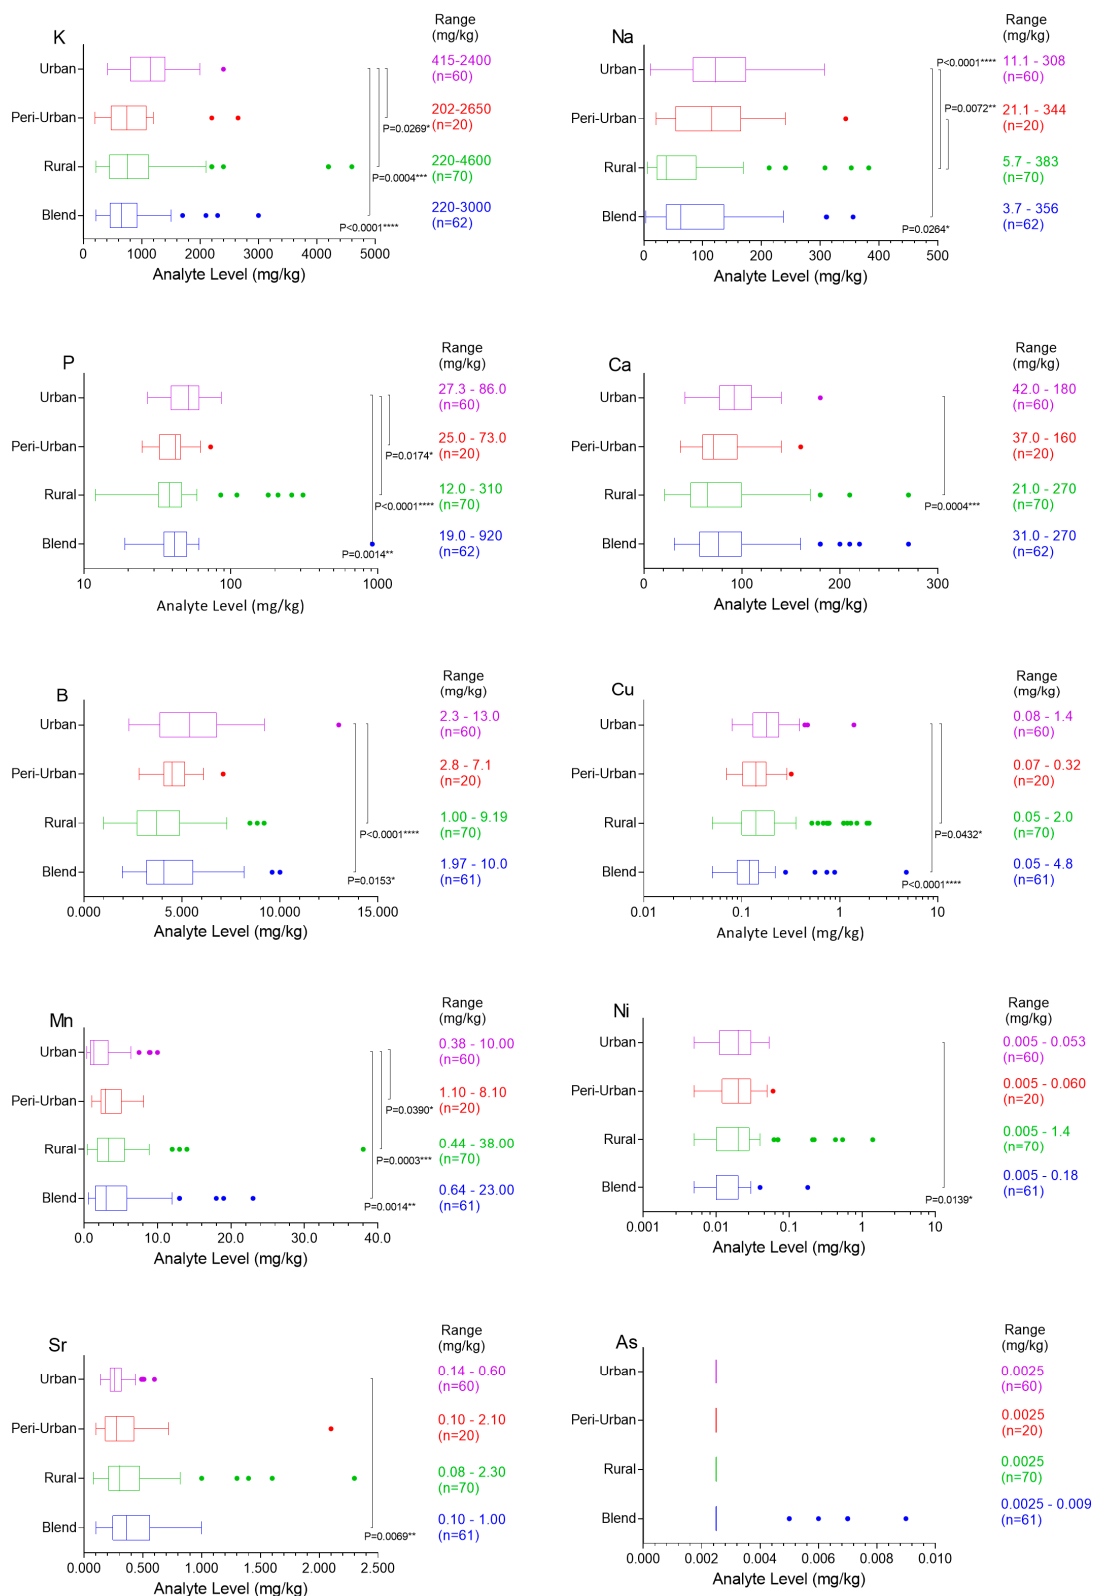 K
Range
(mg/kg)
Urban
415-2400
(n=60)
Peri-Urban
202-2650
(n=20)
P=0.0269*
Rural
220-4600
(n=70)
P=0.0004***
Blend
220-3000
(n=62)
P<0.0001****
0 1000 2000 3000 4000 5000
Analyte Level (mg/kg)
Na
Range
(mg/kg)
Urban
P<0.0001****
11.1 - 308
(n=60)
P=0.0072**
Peri-Urban
21.1 - 344
(n=20)
Rural
5.7 - 383
(n=70)
Blend
3.7 - 356
(n=62)
P=0.0264*
0 100 200 300 400 500
Analyte Level (mg/kg)
P
Range
(mg/kg)
Urban
27.3 - 86.0
(n=60)
Peri-Urban
25.0 - 73.0
(n=20)
P=0.0174*
Rural
12.0 - 310
(n=70)
P<0.0001****
Blend
19.0 - 920
(n=62)
P=0.0014**
10 100 1000
Analyte Level (mg/kg)
Ca
Range
(mg/kg)
Urban
42.0 - 180
(n=60)
Peri-Urban
37.0 - 160
(n=20)
Rural
21.0 - 270
(n=70)
P=0.0004***
Blend
31.0 - 270
(n=62)
0 100 200 300
Analyte Level (mg/kg)
B
Range
(mg/kg)
Urban
2.3 - 13.0
(n=60)
Peri-Urban
2.8 - 7.1
(n=20)
Rural
1.00 - 9.19
(n=70)
P<0.0001****
Blend
1.97 - 10.0
(n=61)
P=0.0153*
0.000 5.000 10.000 15.000
Analyte Level (mg/kg)
Cu
Range
(mg/kg)
Urban
0.08 - 1.4
(n=60)
Peri-Urban
0.07 - 0.32
(n=20)
Rural
0.05 - 2.0
(n=70)
P=0.0432*
Blend
0.05 - 4.8
(n=61)
P<0.0001****
0.01 0.1 1 10
Analyte Level (mg/kg)
Mn
Range
(mg/kg)
Urban
0.38 - 10.00
(n=60)
Peri-Urban
1.10 - 8.10
(n=20)
P=0.0390*
Rural
0.44 - 38.00
(n=70)
P=0.0003***
Blend
0.64 - 23.00
(n=61)
P=0.0014**
0.0 10.0 20.0 30.0 40.0
Analyte Level (mg/kg)
Ni
Range
(mg/kg)
Urban
0.005 - 0.053
(n=60)
Peri-Urban
0.005 - 0.060
(n=20)
Rural
0.005 - 1.4
(n=70)
Blend
0.005 - 0.18
(n=61)
P=0.0139*
0.001 0.01 0.1 1 10
Analyte Level (mg/kg)
Sr
Range
(mg/kg)
Urban
0.14 - 0.60
(n=60)
Peri-Urban
0.10 - 2.10
(n=20)
Rural
0.08 - 2.30
(n=70)
Blend
0.10 - 1.00
(n=61)
P=0.0069**
0.000 0.500 1.000 1.500 2.000 2.500
Analyte Level (mg/kg)
As
Range
(mg/kg)
Urban
0.0025
(n=60)
Peri-Urban
0.0025
(n=20)
Rural
0.0025
(n=70)
Blend
0.0025 - 0.009
(n=61)
0.000 0.002 0.004 0.006 0.008 0.010
Analyte Level (mg/kg)